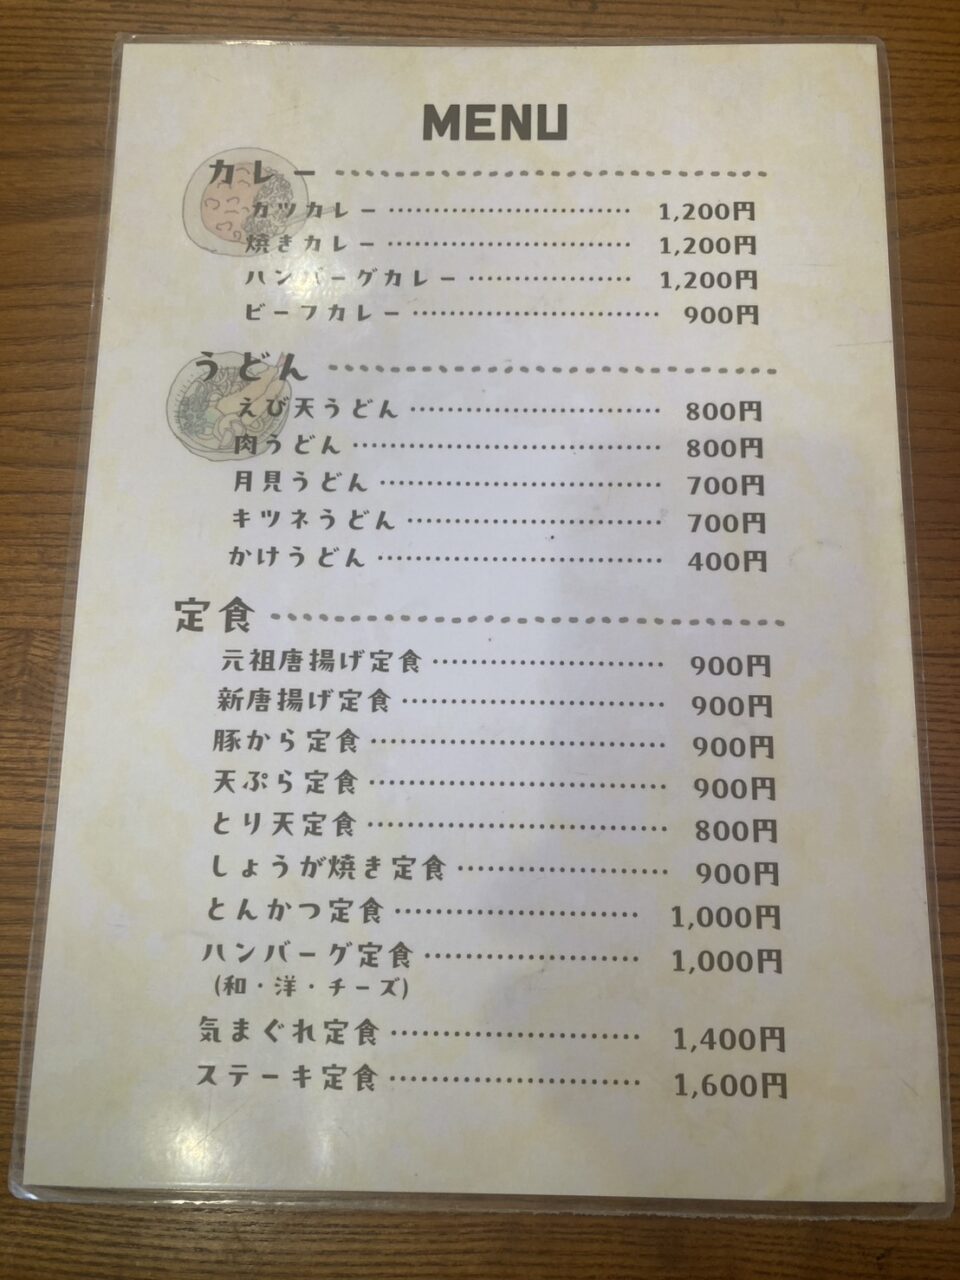 MENU
カレー
カツカレー 1,200円
焼きカレー 1,200円
ハンバーグカレー 1,200円
ビーフカレー 900円
うどん
えび天うどん 800円
肉うどん 800円
月見うどん 700円
キツネうどん 700円
かけうどん 400円
定食
元祖唐揚げ定食 900円
新唐揚げ定食 900円
豚から定食 900円
天ぷら定食 900円
とり天定食 800円
しょうが焼き定食 900円
とんかつ定食 1,000円
ハンバーグ定食 1,000円
(和・洋・チーズ)
気まぐれ定食 1,400円
ステーキ定食 1,600円